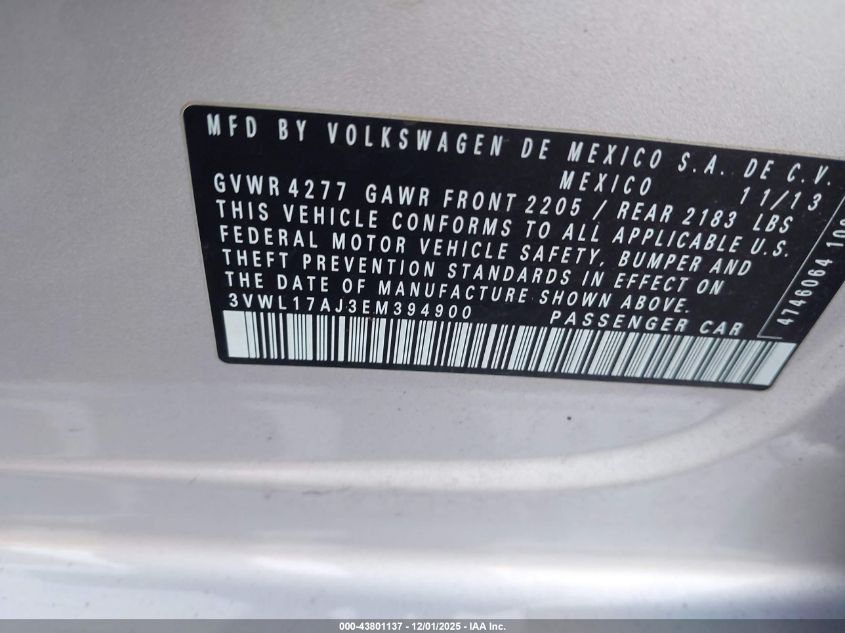 MFD BY VOLKSWAGEN DE MEXICO S.A. DE C.V.
MEXICO 11/13
GVWR 4277 GAWR FRONT 2205 / REAR 2183 LBS
THIS VEHICLE CONFORMS TO ALL APPLICABLE U.S.
FEDERAL MOTOR VEHICLE SAFETY, BUMPER AND
THEFT PREVENTION STANDARDS IN EFFECT ON
THE DATE OF MANUFACTURE SHOWN ABOVE.
3VWL17AJ3EM394900 PASSENGER CAR
4746064
000-43801137 - 12/01/2025 - IAA Inc.